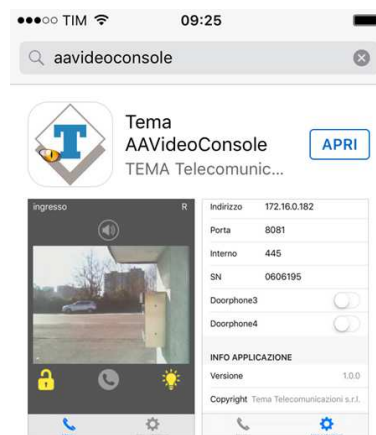 TIM 09:25
aavideoconsole
T
Tema
AAVideoConsole
TEMA Telecomunic...
APRI
ingresso R
Indirizzo 172.16.0.182
Porta 8081
Interno 445
SN 0606195
Doorphone3
Doorphone4
INFO APPLICAZIONE
Versione 1.0.0
Copyright Tema Telecomunicazioni s.r.l.